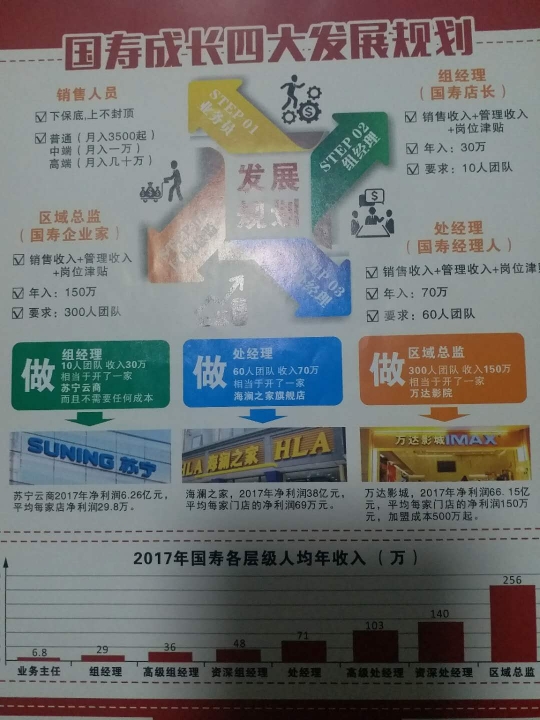 国寿成长四大发展规划
销售人员
下保底,上不封顶
普通（月入3500起）
中端（月入一万）
高端（月入几十万）
STEP 01
业务员
STEP 02
组经理
组经理
（国寿店长）
销售收入+管理收入
+岗位津贴
年入：30万
要求：10人团队
发展
规划
区域总监
（国寿企业家）
销售收入+管理收入
+岗位津贴
年入：150万
要求：300人团队
处经理
（国寿经理人）
销售收入+管理收入+岗位津
年入：70万
要求：60人团队
做
组经理
10人团队 收入30万
相当于开了一家
苏宁云商
而且不需要任何成本
做
处经理
60人团队 收入70万
相当于开了一家
海澜之家旗舰店
做
区域总监
300人团队 收入150万
相当于开了一家
万达影院
SUNING 苏宁
HLA 海澜之家 HLA
万达影城 IMAX
苏宁云商2017年净利润6.26亿元，
平均每家店净利润29.8万。
海澜之家，2017年净利润38亿元，
平均每家门店的净利润69万元。
万达影城，2017年净利润66.15亿
元，平均每家门店的净利润150万
元，加盟成本500万起。
2017年国寿各层级人均年收入（万）
6.8 29 36 48 71 103 140 256
业务主任 组经理 高级组经理 资深组经理 处经理 高级处经理 资深处经理 区域总监